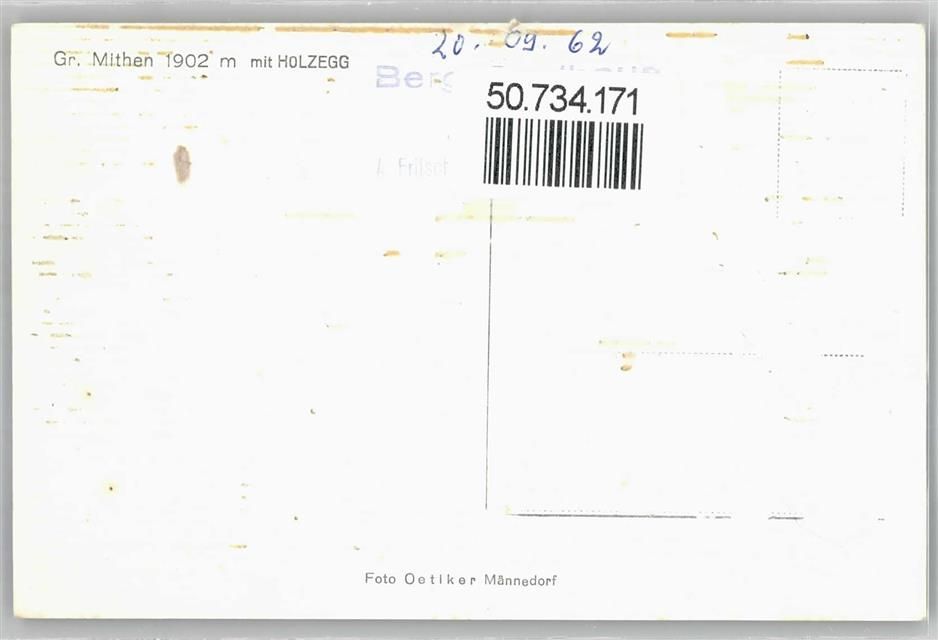 Gr. Mithen 1902 m mit HOLZEGG
20. 09. 62
50.734.171
Foto Oetiker Männedorf